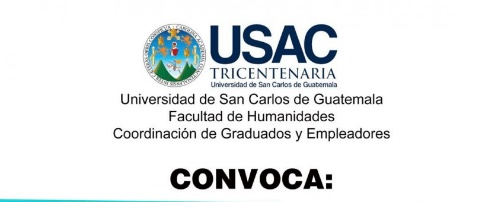 USAC
TRICENTENARIA
Universidad de San Carlos de Guatemala
Universidad de San Carlos de Guatemala
Facultad de Humanidades
Coordinación de Graduados y Empleadores
CONVOCA: